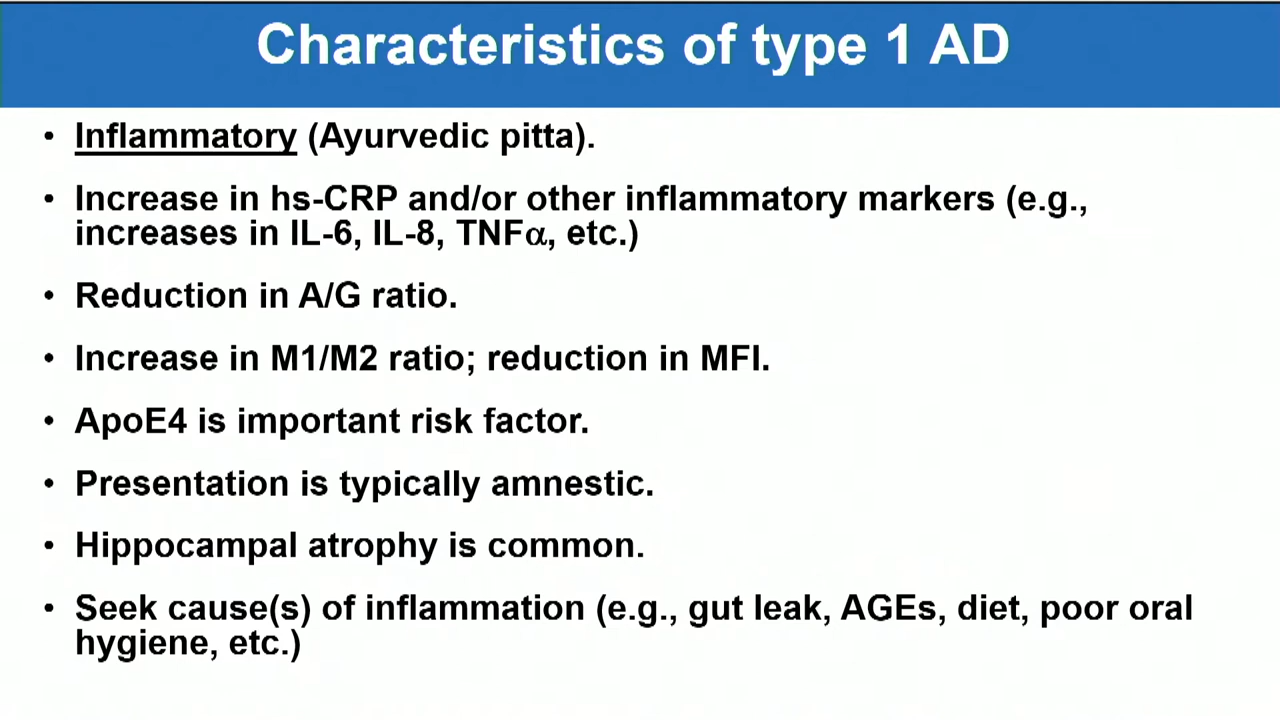 Characteristics of type 1 AD
• Inflammatory (Ayurvedic pitta).
• Increase in hs-CRP and/or other inflammatory markers (e.g.,
increases in IL-6, IL-8, TNFα, etc.)
• Reduction in A/G ratio.
• Increase in M1/M2 ratio; reduction in MFI.
• ApoE4 is important risk factor.
• Presentation is typically amnestic.
• Hippocampal atrophy is common.
• Seek cause(s) of inflammation (e.g., gut leak, AGEs, diet, poor oral
hygiene, etc.)